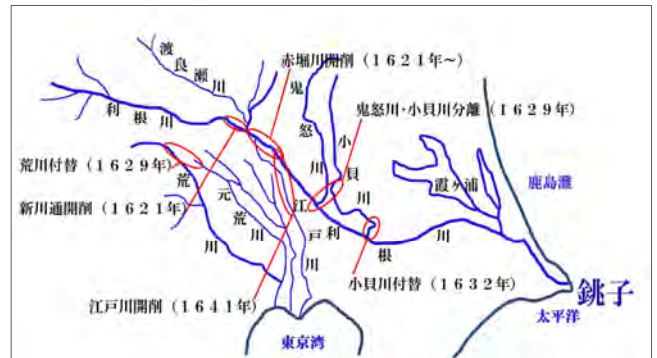 渡良瀬川
赤堀川開削(1621年~)
鬼怒川
鬼怒川・小貝川分離(1629年)
利根川
小貝川
荒川付替(1629年)
霞ヶ浦
鹿島灘
新川通開削(1621年)
荒川
元荒川
江戸川
利根川
小貝川付替(1632年)
江戸川開削(1641年)
銚子
太平洋
東京湾